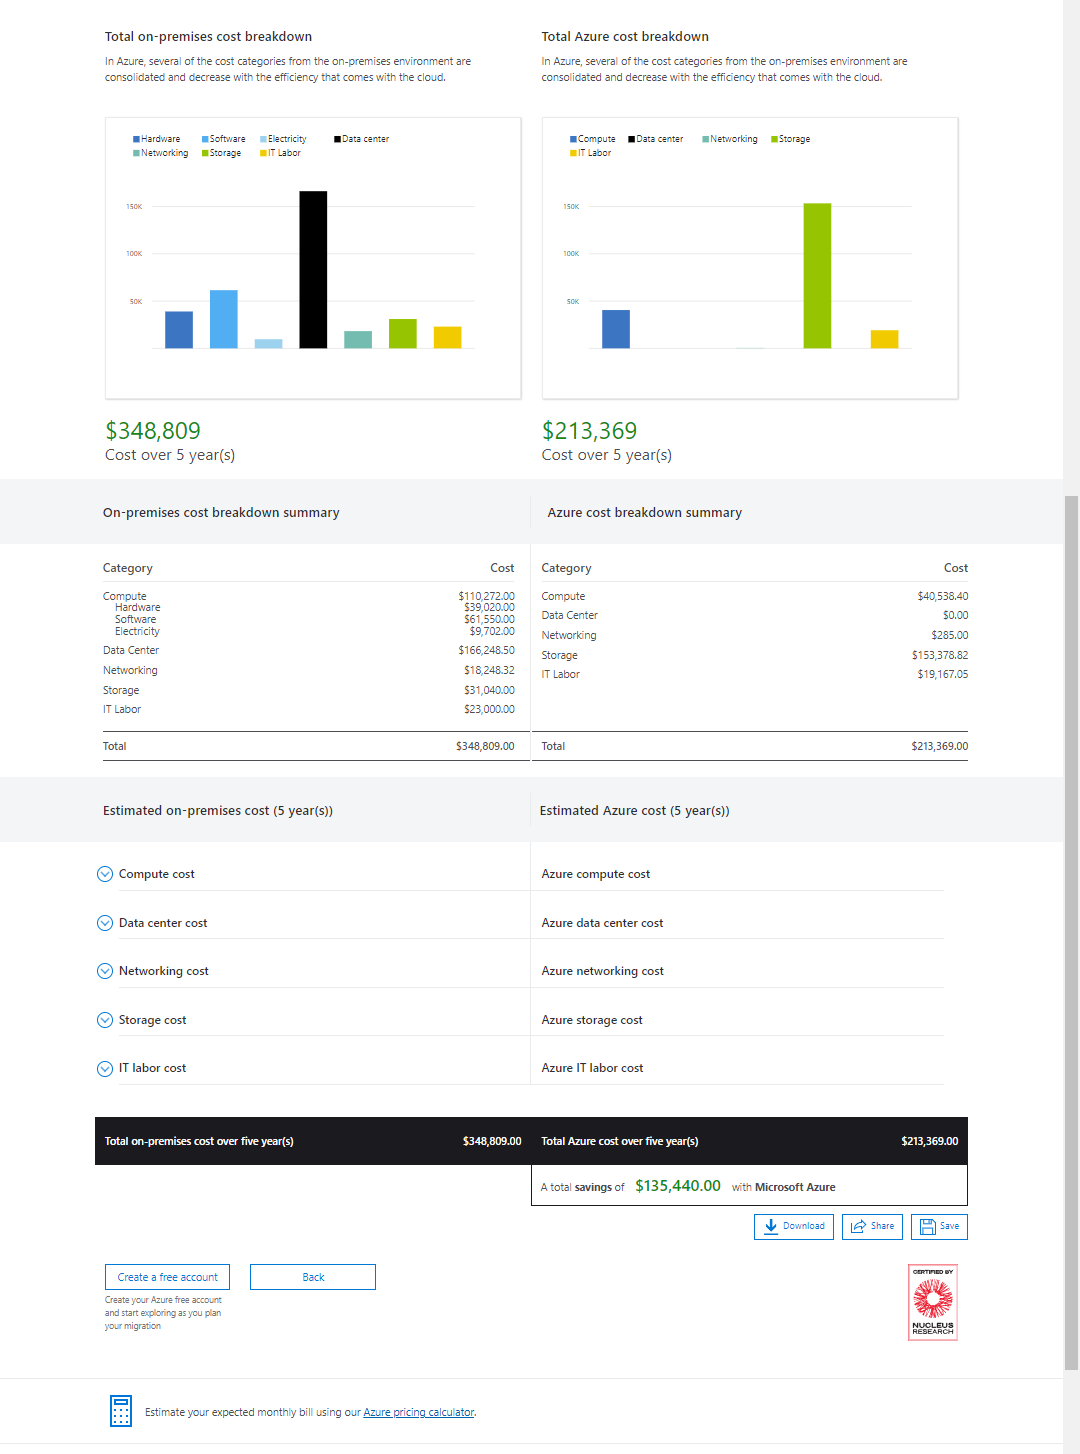 Total on-premises cost breakdown
In Azure, several of the cost categories from the on-premises environment are
consolidated and decrease with the efficiency that comes with the cloud.
Hardware Software Electricity Data center
Networking Storage IT Labor
150K
100K
50K
$348,809
Cost over 5 year(s)
Total Azure cost breakdown
In Azure, several of the cost categories from the on-premises environment are
consolidated and decrease with the efficiency that comes with the cloud.
Compute Data center Networking Storage
IT Labor
150K
100K
50K
$213,369
Cost over 5 year(s)
On-premises cost breakdown summary
Category Cost
Compute $110,272.00
Hardware $39,020.00
Software $61,550.00
Electricity $9,702.00
Data Center $166,248.50
Networking $18,248.32
Storage $31,040.00
IT Labor $23,000.00
Total $348,809.00
Azure cost breakdown summary
Category Cost
Compute $40,538.40
Data Center $0.00
Networking $285.00
Storage $153,378.82
IT Labor $19,167.05
Total $213,369.00
Estimated on-premises cost (5 year(s)) Estimated Azure cost (5 year(s))
Compute cost Azure compute cost
Data center cost Azure data center cost
Networking cost Azure networking cost
Storage cost Azure storage cost
IT labor cost Azure IT labor cost
Total on-premises cost over five year(s) $348,809.00 Total Azure cost over five year(s) $213,369.00
A total savings of $135,440.00 with Microsoft Azure
Download Share Save
Create a free account Back
Create your Azure free account
and start exploring as you plan
your migration
CERTIFIED BY
NUCLEUS
RESEARCH
Estimate your expected monthly bill using our Azure pricing calculator.